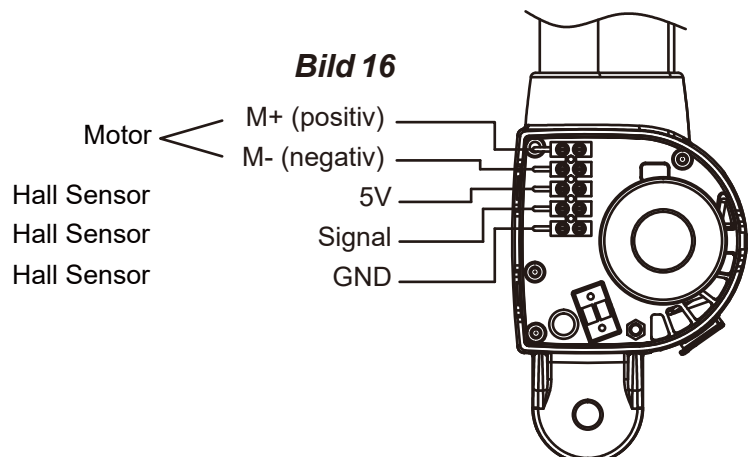 Bild 16
Motor
M+ (positiv)
M- (negativ)
Hall Sensor 5V
Hall Sensor Signal
Hall Sensor GND